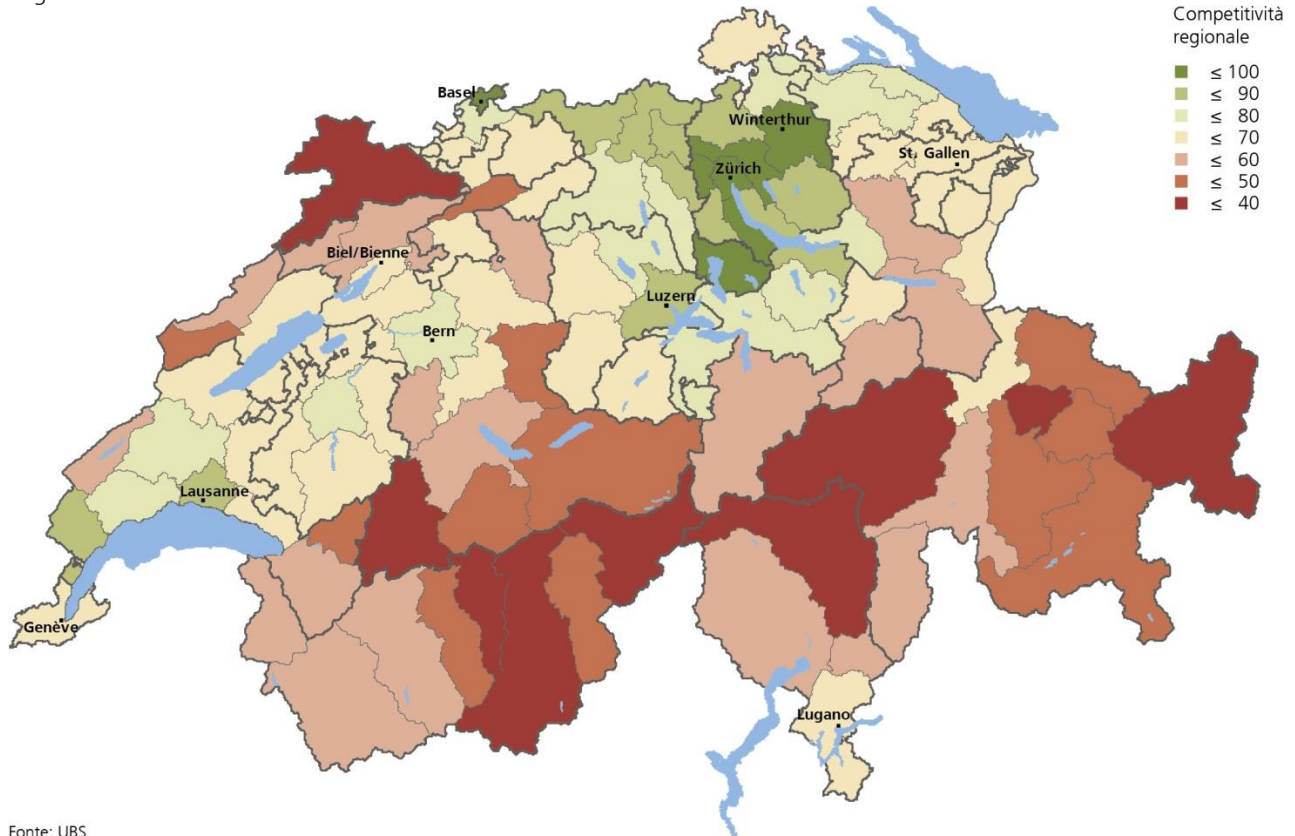 Competitività
regionale
≤ 100
≤ 90
≤ 80
≤ 70
≤ 60
≤ 50
≤ 40
Basel
Winterthur
Zürich
St. Gallen
Biel/Bienne
Luzern
Bern
Lausanne
Genève
Lugano
Fonte: UBS